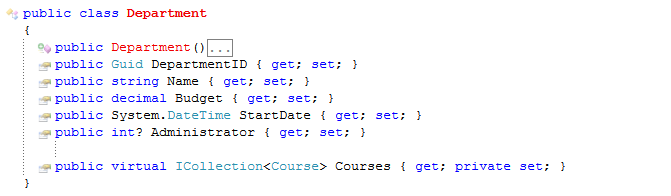 public class Department
{
public Department()...
public Guid DepartmentID { get; set; }
public string Name { get; set; }
public decimal Budget { get; set; }
public System.DateTime StartDate { get; set; }
public int? Administrator { get; set; }
public virtual ICollection<Course> Courses { get; private set; }
}